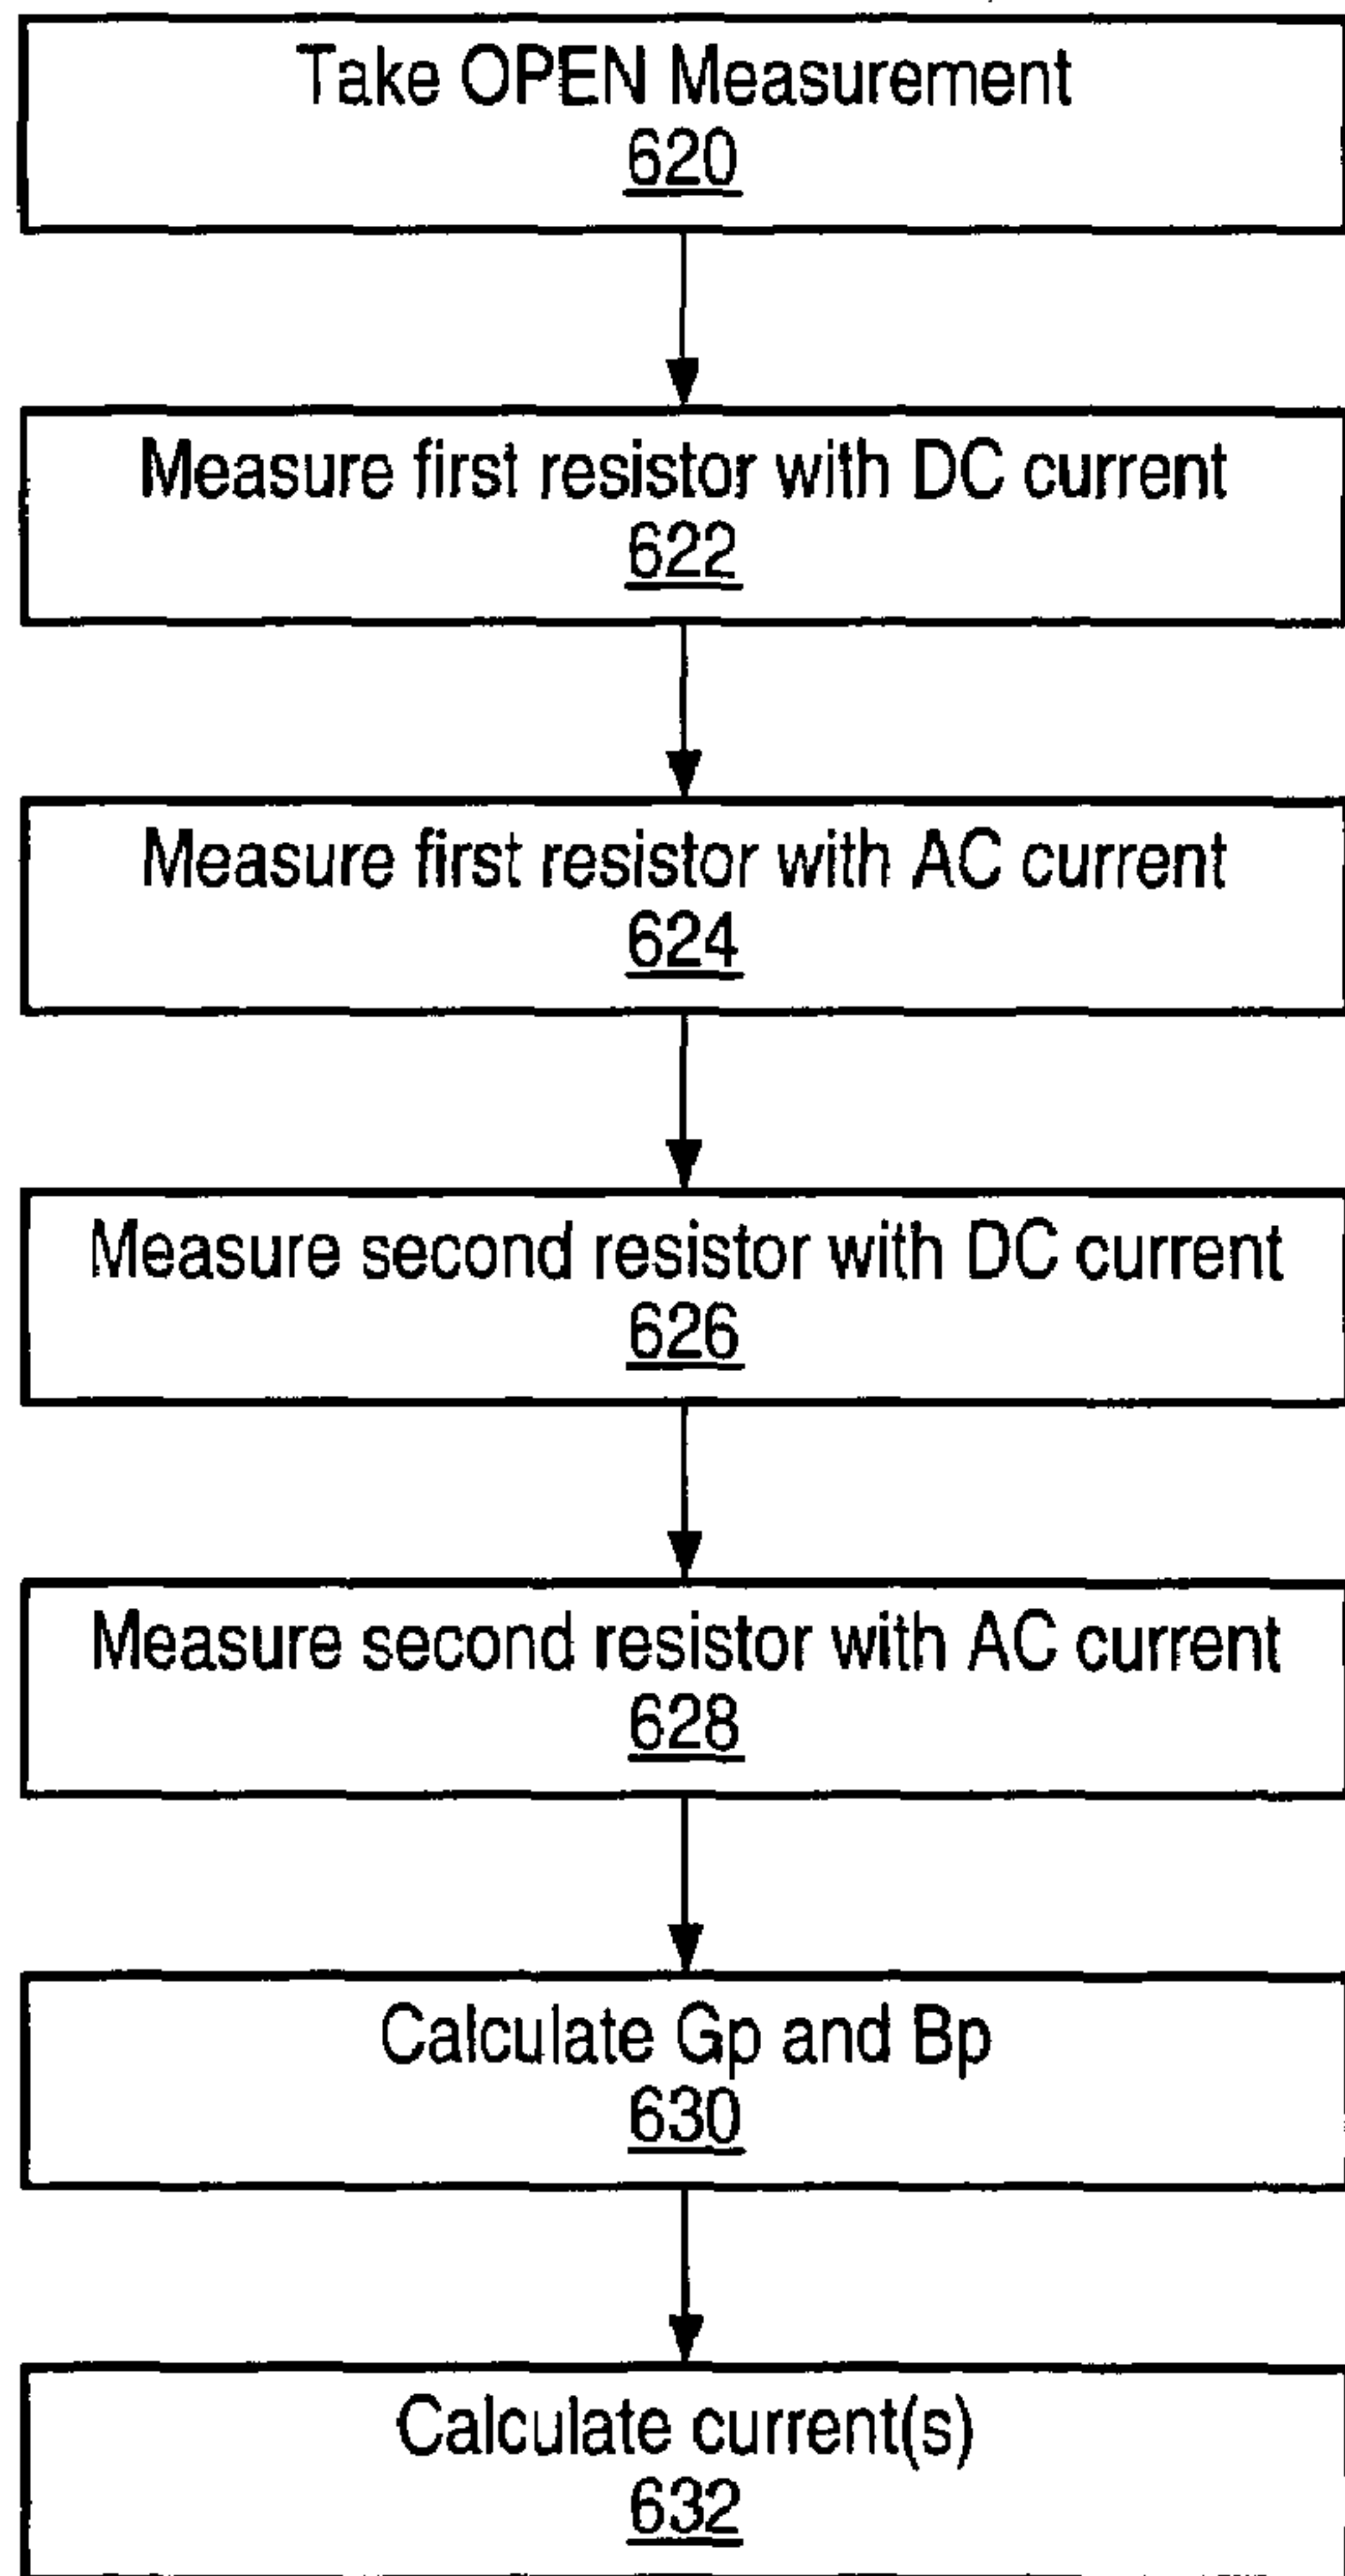 Take OPEN Measurement
620
Measure first resistor with DC current
622
Measure first resistor with AC current
624
Measure second resistor with DC current
626
Measure second resistor with AC current
628
Calculate Gp and Bp
630
Calculate current(s)
632